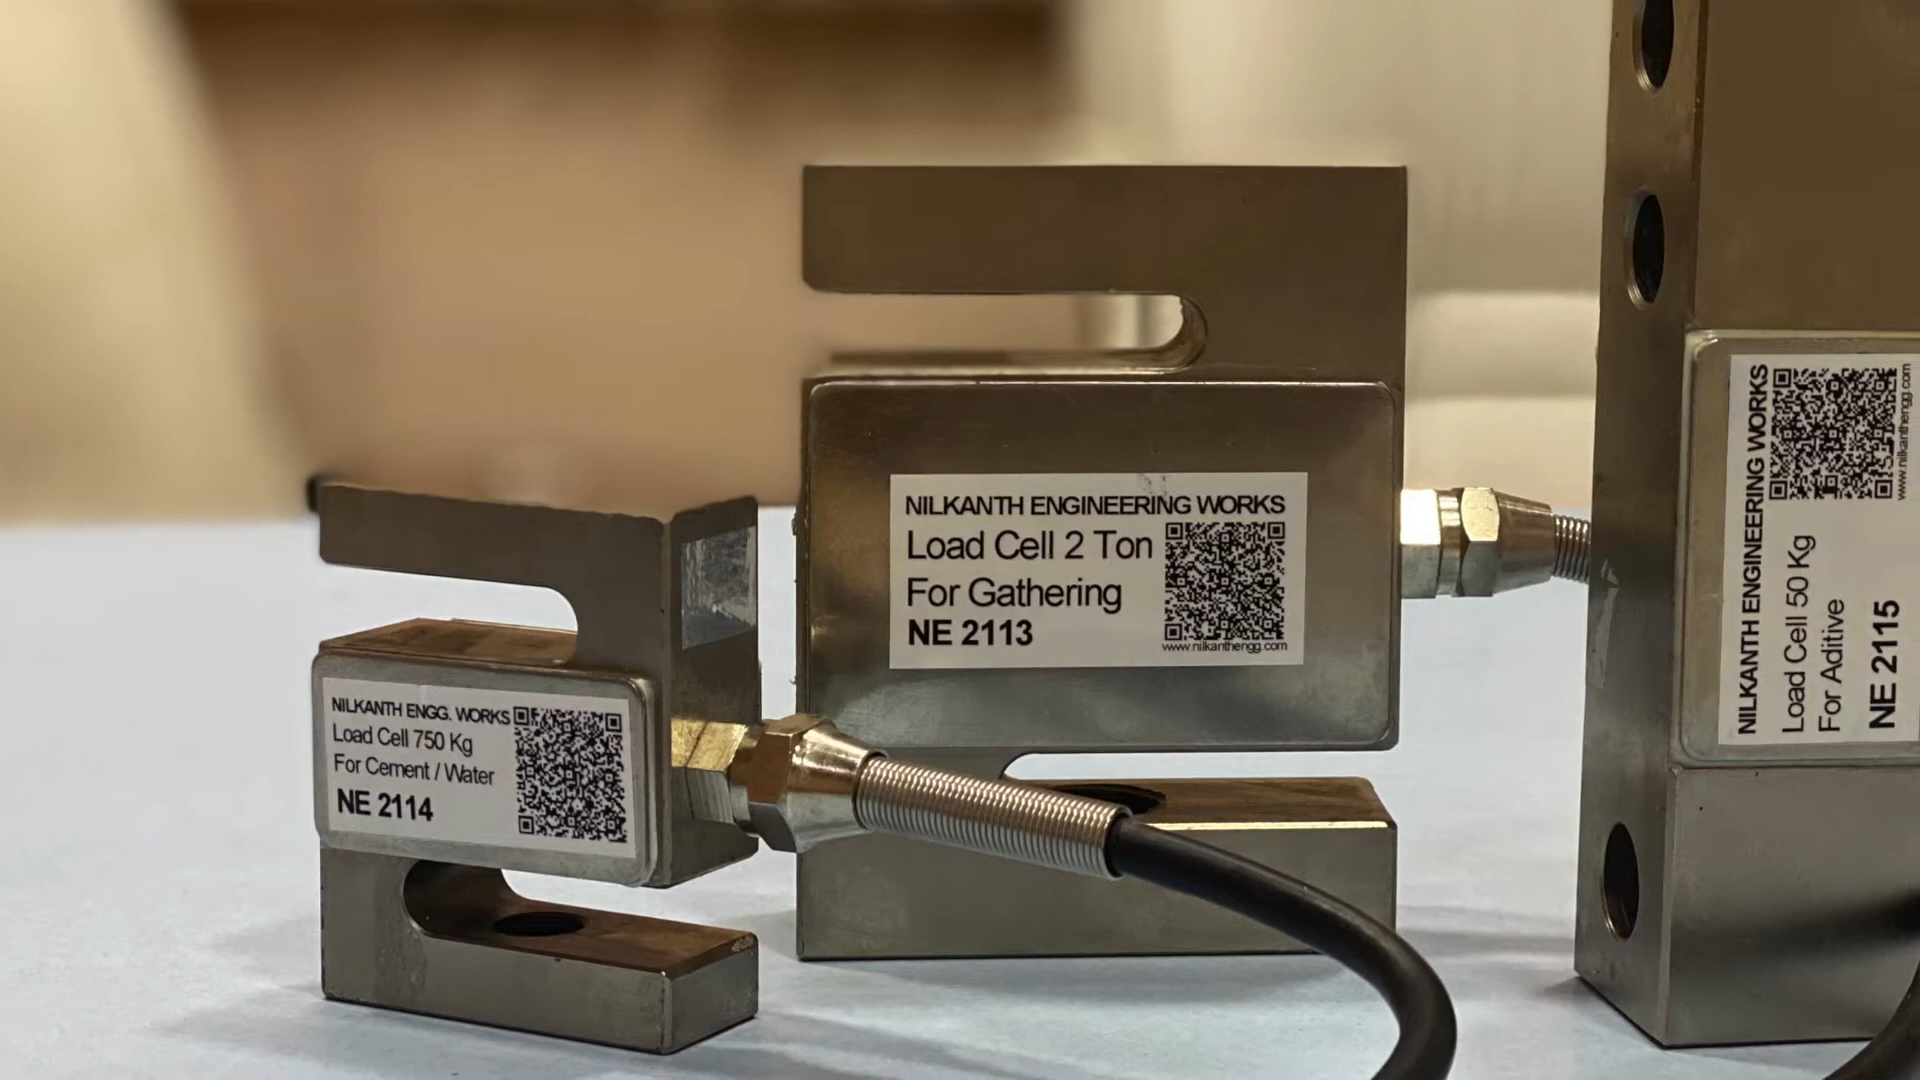 NILKANTH ENGG. WORKS
Load Cell 750 Kg
For Cement / Water
NE 2114
NILKANTH ENGINEERING WORKS
Load Cell 2 Ton
For Gathering
NE 2113
www.nilkanthengg.com
NILKANTH ENGINEERING WORKS
Load Cell 50 Kg
For Aditive
NE 2115
www.nilkanthengg.com